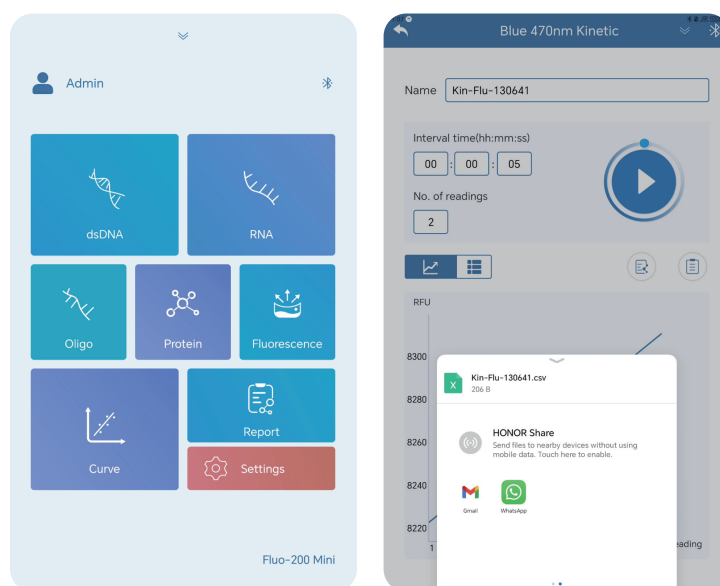 Admin
dsDNA
RNA
Oligo
Protein
Fluorescence
Curve
Report
Settings
Fluo-200 Mini
Blue 470nm Kinetic
Name
Kin-Flu-130641
Interval time(hh:mm:ss)
00 : 00 : 05
No. of readings
2
RFU
8300
8280
8260
8240
8220
1
eading
Kin-Flu-130641.csv
206 B
HONOR Share
Send files to nearby devices without using
mobile data. Touch here to enable.
Gmail
WhatsApp